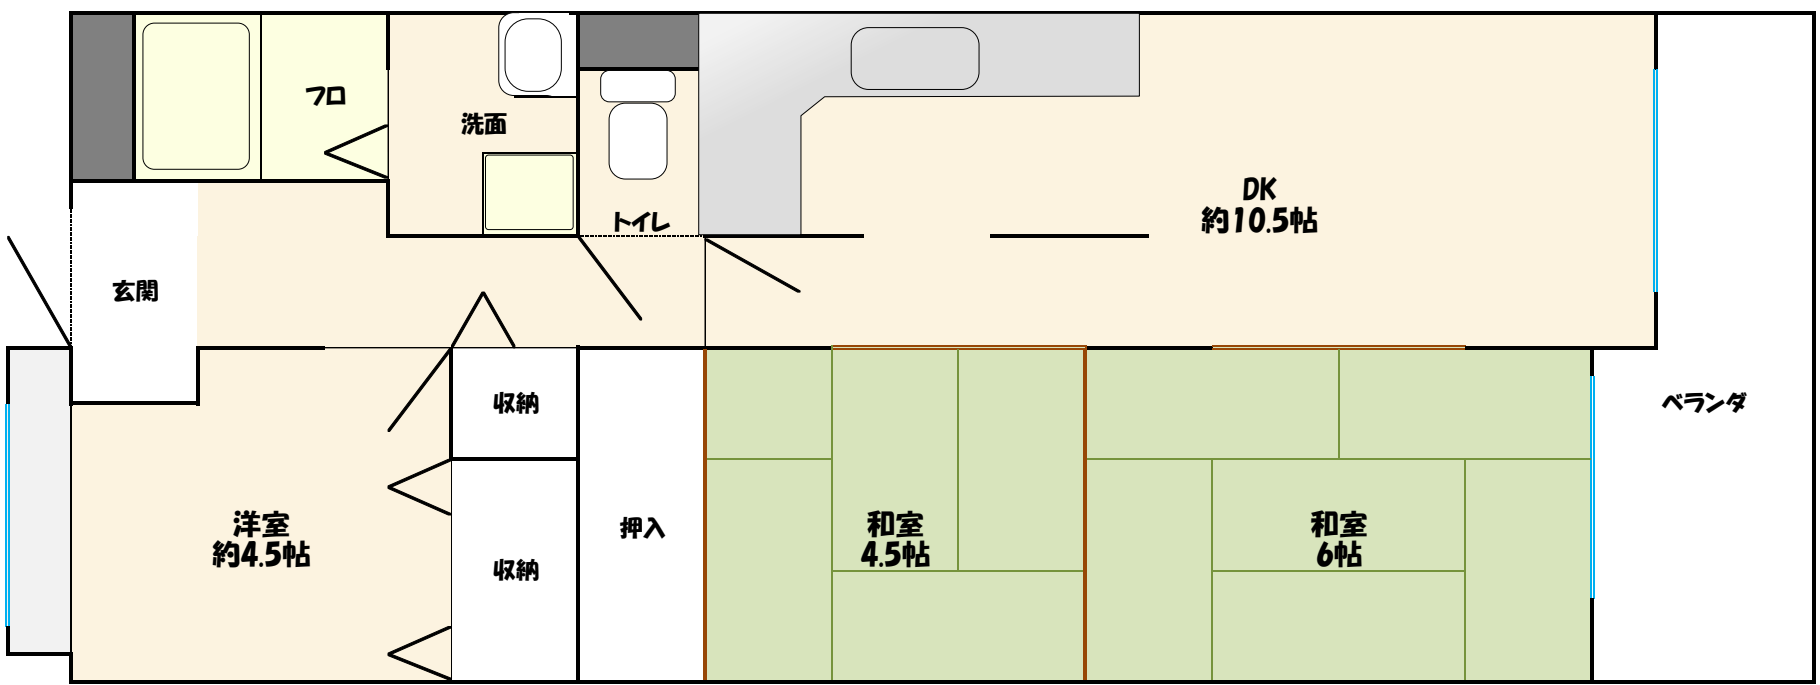 フロ
洗面
トイレ
DK
約10.5帖
玄関
収納
ベランダ
洋室
約4.5帖
収納
押入
和室
4.5帖
和室
6帖